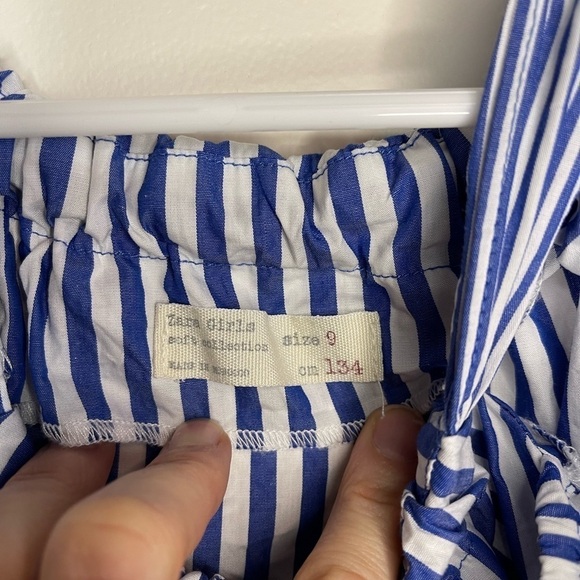 Zara Girls
soft collection
MADE IN MOROCCO
size 9
cm 134